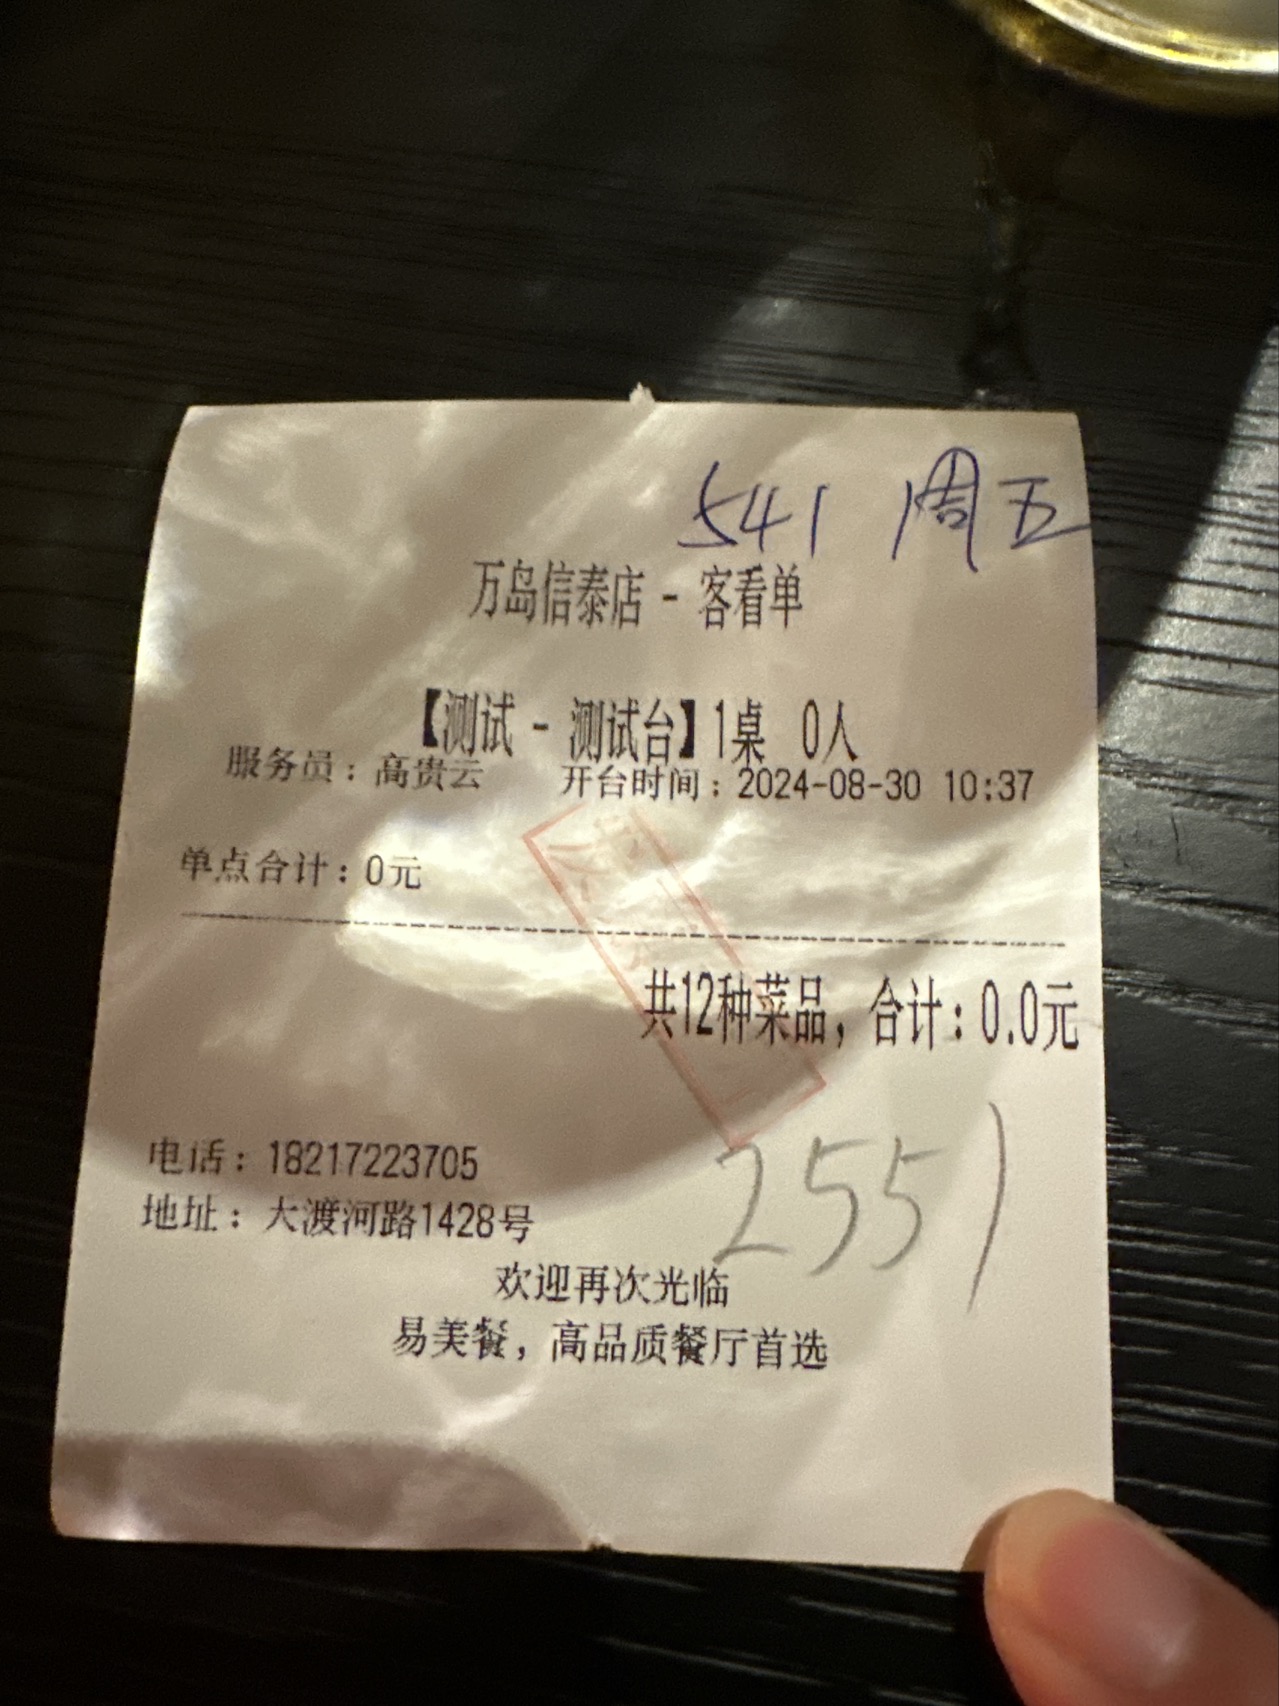 541 周五
万岛信泰店 - 客看单
【测试 - 测试台】1桌 0人
服务员：高贵云 开台时间：2024-08-30 10:37
单点合计：0元
共12种菜品，合计：0.0元
电话：18217223705
2551
地址：大渡河路1428号
欢迎再次光临
易美餐，高品质餐厅首选